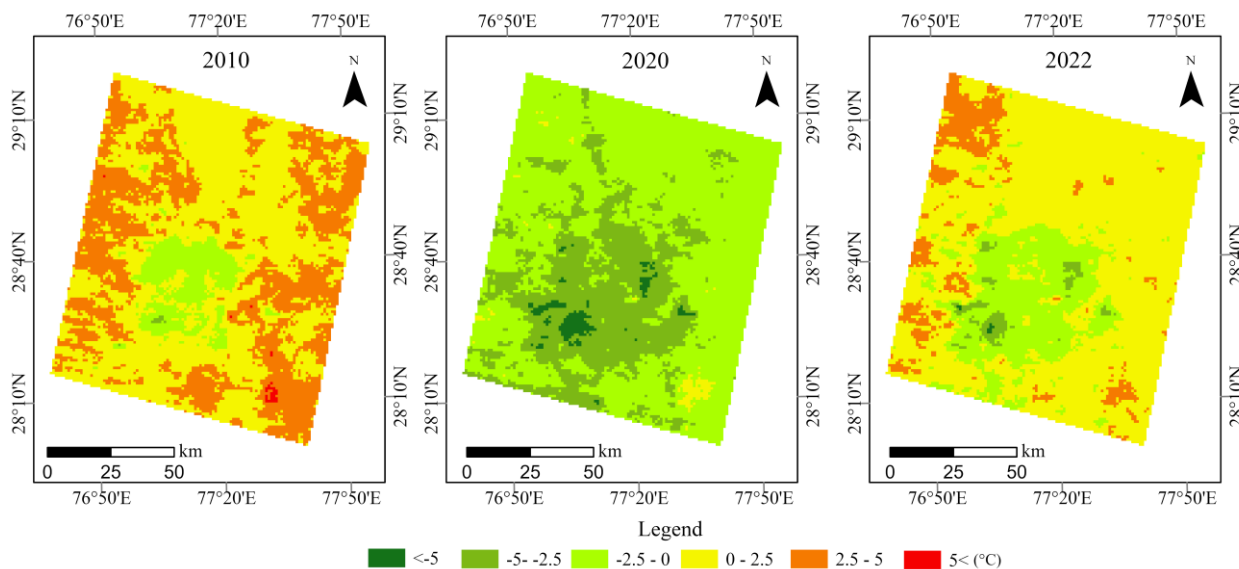 76°50'E 77°20'E 77°50'E 76°50'E 77°20'E 77°50'E 76°50'E 77°20'E 77°50'E
2010 2020 2022
N N N
29°10'N 29°10'N 29°10'N 29°10'N
28°40'N 28°40'N 28°40'N 28°40'N
28°10'N 28°10'N 28°10'N 28°10'N
km km km
0 25 50 0 25 50 0 25 50
76°50'E 77°20'E 77°50'E 76°50'E 77°20'E 77°50'E 76°50'E 77°20'E 77°50'E
Legend
<-5 -5- -2.5 -2.5 - 0 0 - 2.5 2.5 - 5 5< (°C)